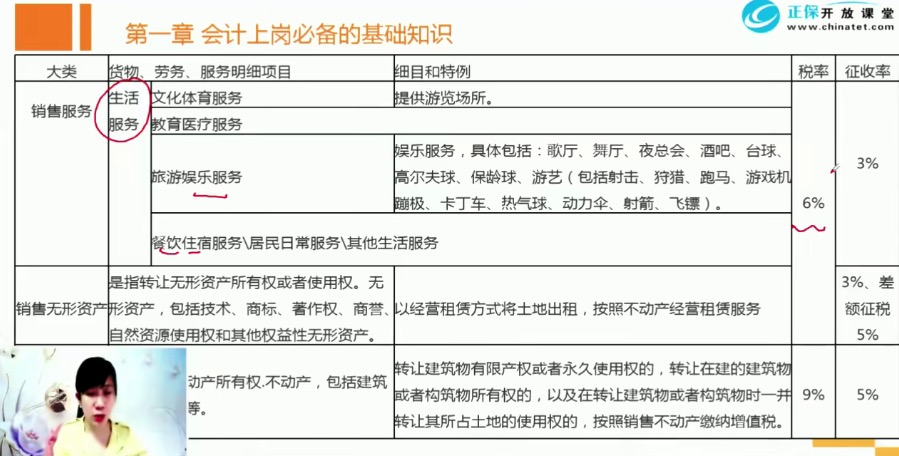 第一章 会计上岗必备的基础知识
正保开放课堂
www.chinatet.com
大类
货物、劳务、服务明细项目
细目和特例
税率
征收率
销售服务
生活
服务
文化体育服务
提供游览场所。
教育医疗服务
旅游娱乐服务
娱乐服务，具体包括：歌厅、舞厅、夜总会、酒吧、台球、
高尔夫球、保龄球、游艺（包括射击、狩猎、跑马、游戏机
蹦极、卡丁车、热气球、动力伞、射箭、飞镖）。
餐饮住宿服务\居民日常服务\其他生活服务
6%
3%
销售无形资产
是指转让无形资产所有权或者使用权。无
形资产，包括技术、商标、著作权、商誉、
自然资源使用权和其他权益性无形资产。
以经营租赁方式将土地出租，按照不动产经营租赁服务
3%、差
额征税
5%
动产所有权.不动产，包括建筑
等。
转让建筑物有限产权或者永久使用权的，转让在建的建筑物
或者构筑物所有权的，以及在转让建筑物或者构筑物时一并
转让其所占土地的使用权的，按照销售不动产缴纳增值税。
9%
5%